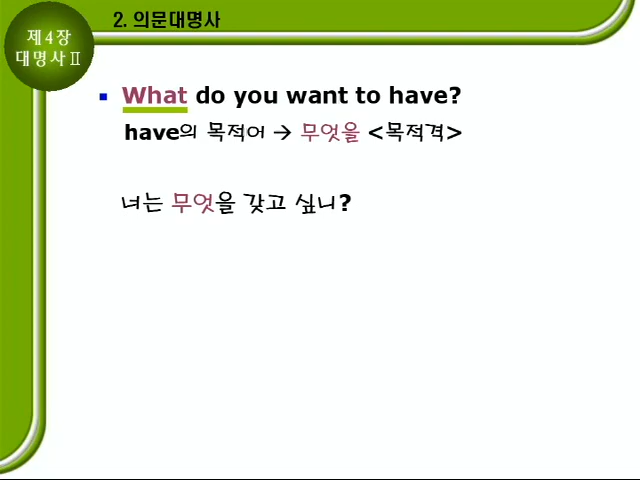 제4장
대명사Ⅱ
2. 의문대명사
What do you want to have?
have의 목적어 → 무엇을 <목적격>
너는 무엇을 갖고 싶니?